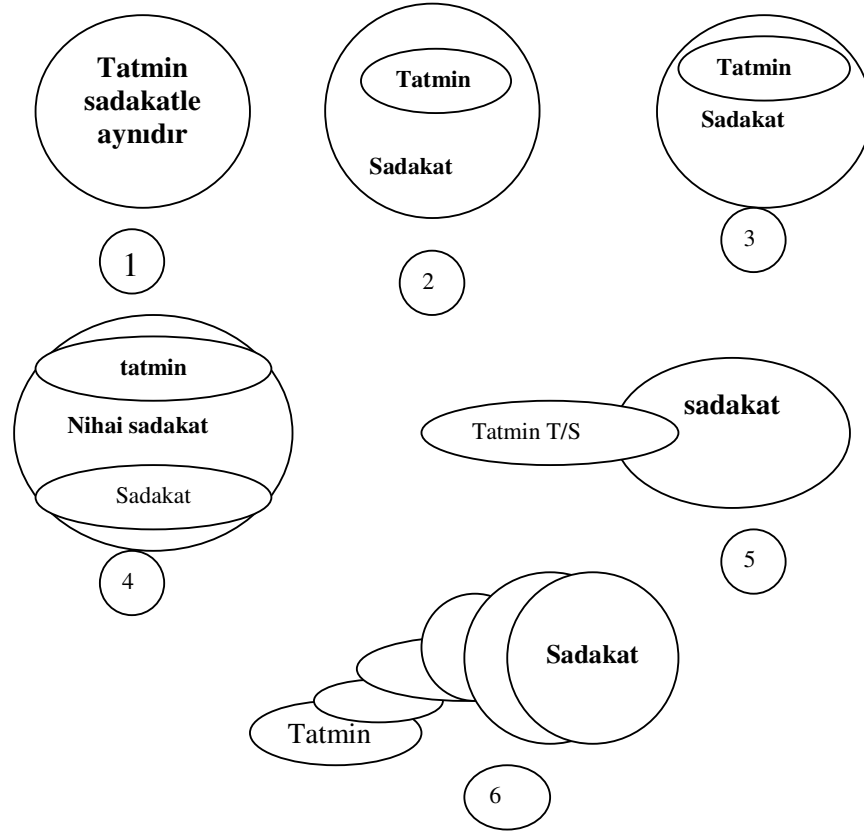 Tatmin
sadakatle
aynıdır
1
Tatmin
Sadakat
2
Tatmin
Sadakat
3
tatmin
Nihai sadakat
Sadakat
4
Tatmin T/S
sadakat
5
Sadakat
Tatmin
6